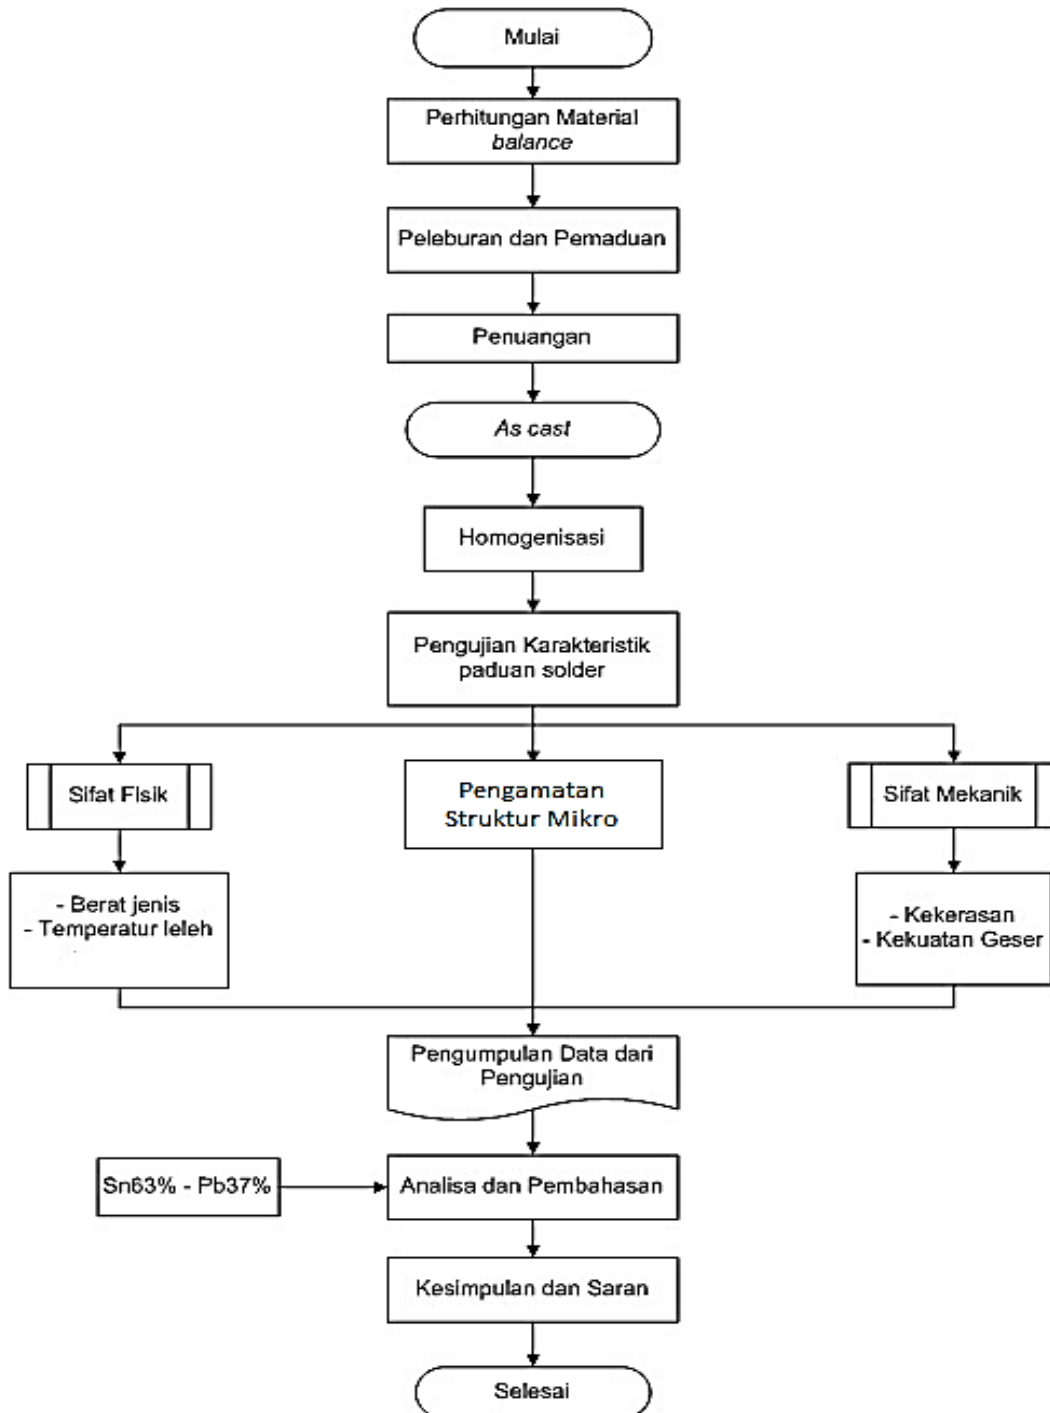 Mulai
Perhitungan Material
balance
Peleburan dan Pemaduan
Penuangan
As cast
Homogenisasi
Pengujian Karakteristik
paduan solder
Sifat Fisik
Pengamatan
Struktur Mikro
Sifat Mekanik
- Berat jenis
- Temperatur leleh
- Kekerasan
- Kekuatan Geser
Pengumpulan Data dari
Pengujian
Sn63% - Pb37%
Analisa dan Pembahasan
Kesimpulan dan Saran
Selesai